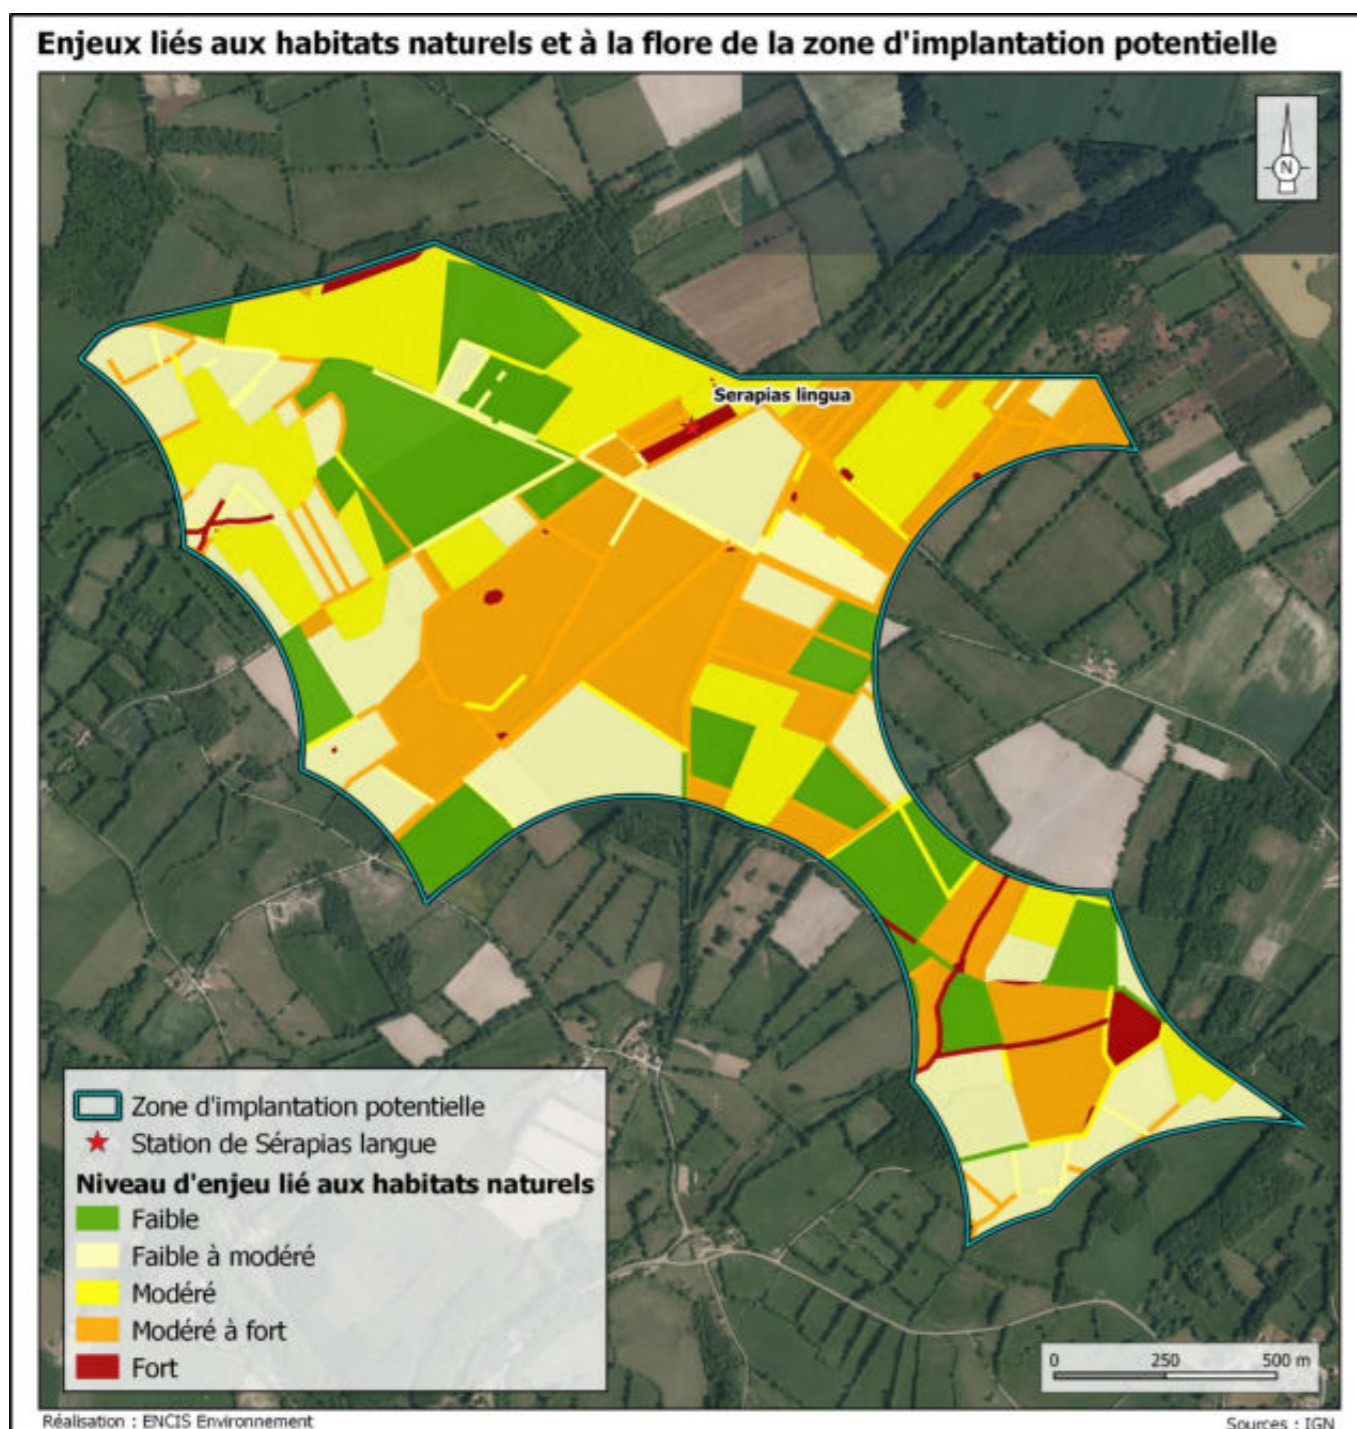 Enjeux liés aux habitats naturels et à la flore de la zone d'implantation potentielle
N
Serapias lingua
Zone d'implantation potentielle
Station de Sérapias langue
Niveau d'enjeu lié aux habitats naturels
Faible
Faible à modéré
Modéré
Modéré à fort
Fort
0 250 500 m
Réalisation : ENCIS Environnement
Sources : IGN